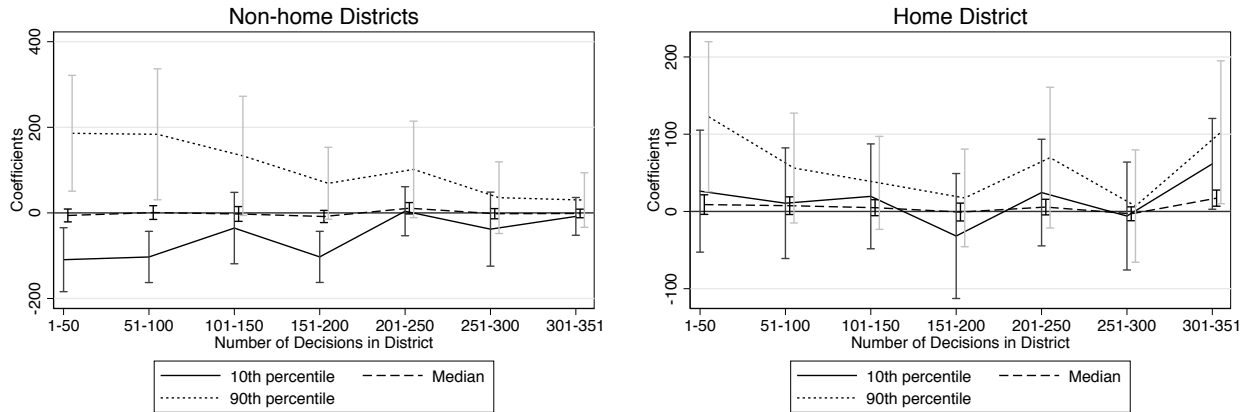 Non-home Districts
Coefficients
400
200
0
-200
1-50 51-100 101-150 151-200 201-250 251-300 301-351
Number of Decisions in District
10th percentile Median
90th percentile
Home District
Coefficients
200
100
0
-100
1-50 51-100 101-150 151-200 201-250 251-300 301-351
Number of Decisions in District
10th percentile Median
90th percentile